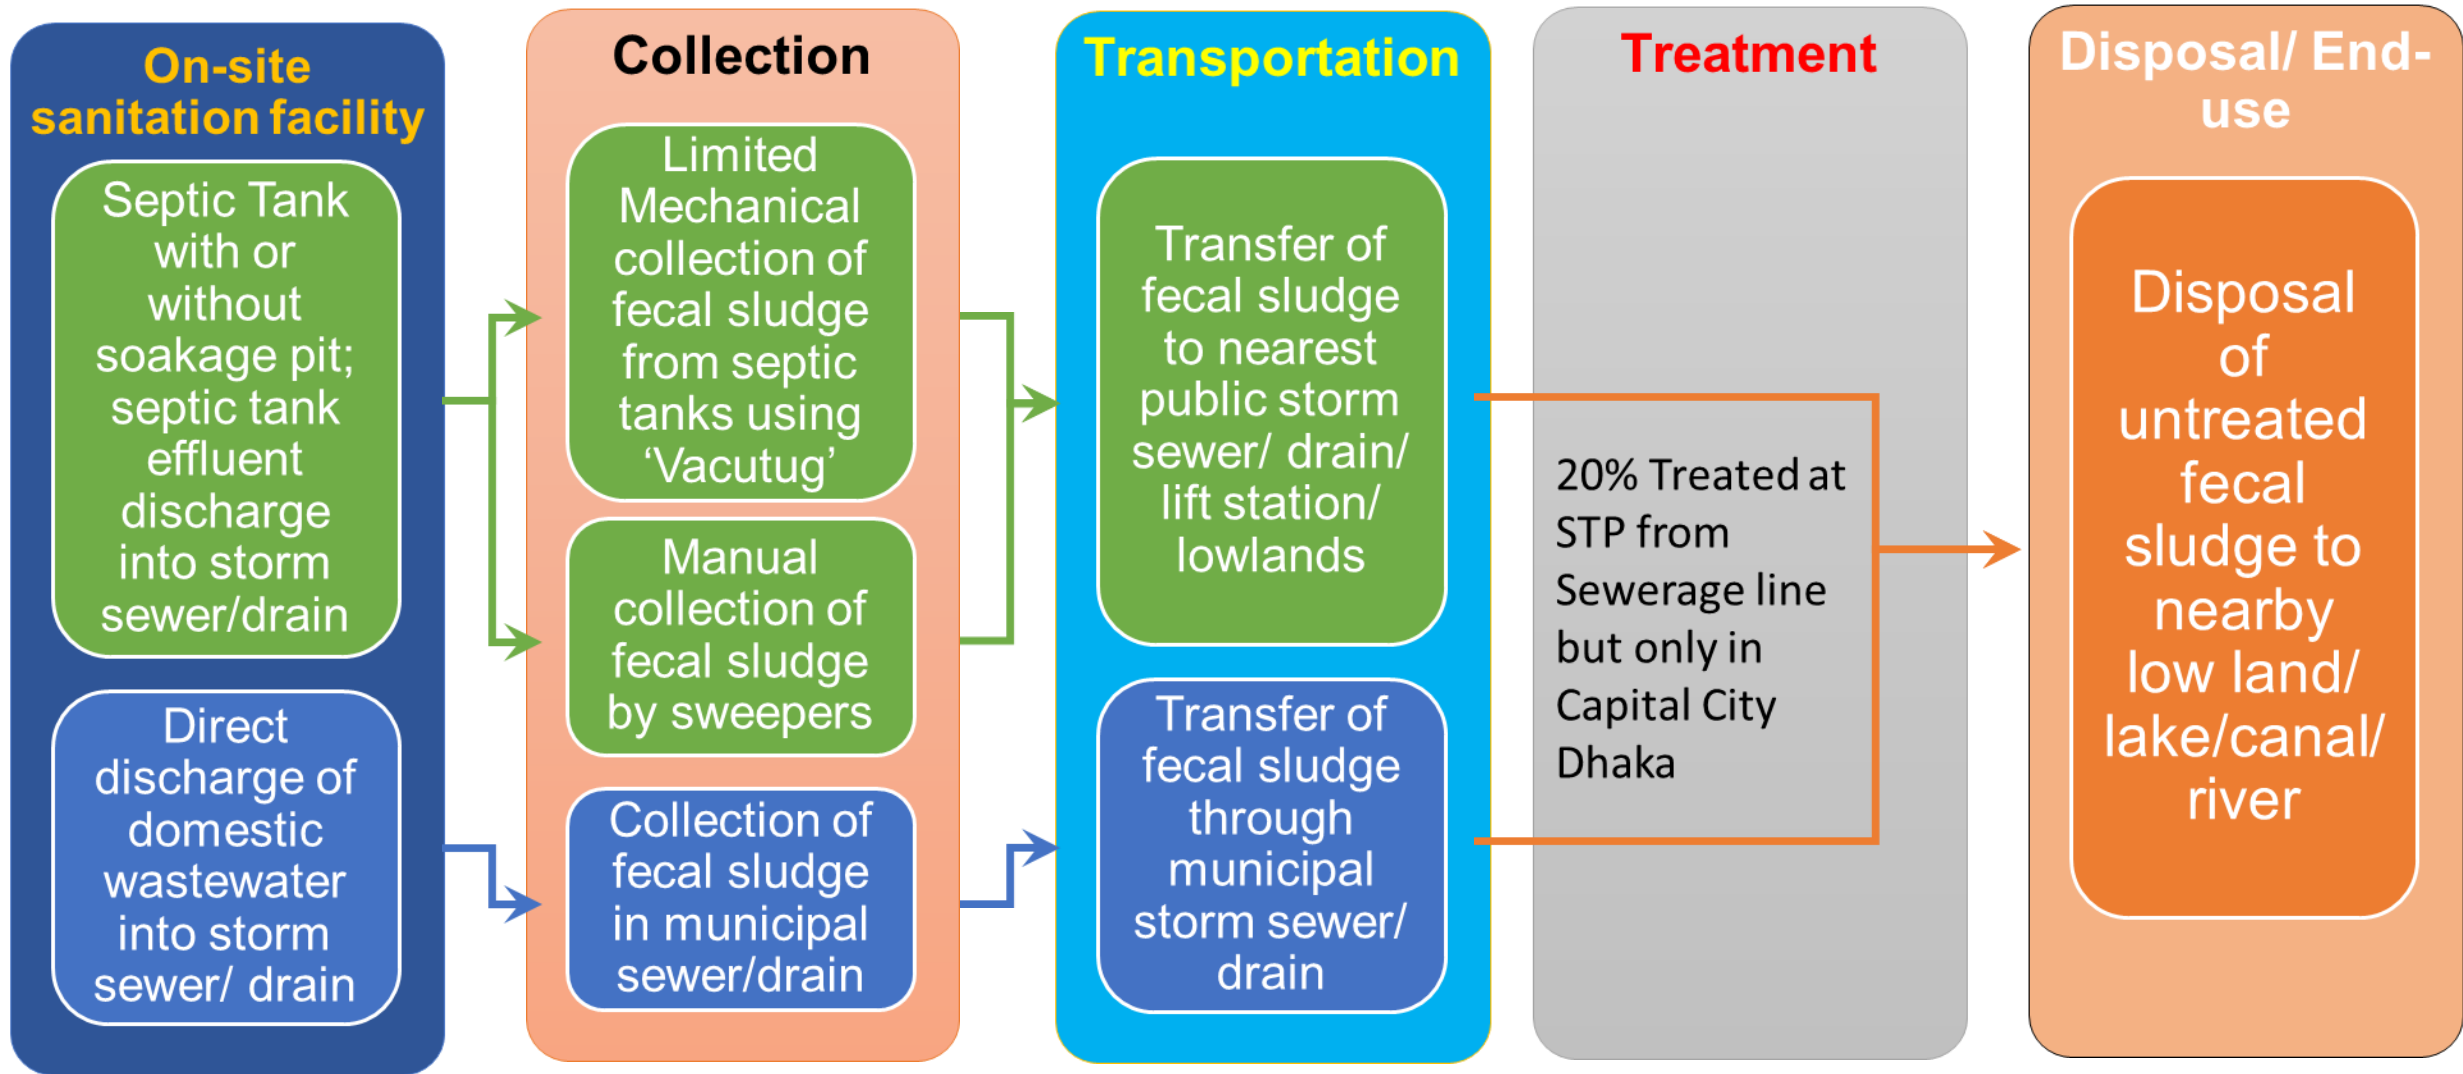 On-site
sanitation facility
Septic Tank
with or
without
soakage pit;
septic tank
effluent
discharge
into storm
sewer/drain
Direct
discharge of
domestic
wastewater
into storm
sewer/ drain
Collection
Limited
Mechanical
collection of
fecal sludge
from septic
tanks using
‘Vacutug’
Manual
collection of
fecal sludge
by sweepers
Collection of
fecal sludge
in municipal
sewer/drain
Transportation
Transfer of
fecal sludge
to nearest
public storm
sewer/ drain/
lift station/
lowlands
Transfer of
fecal sludge
through
municipal
storm sewer/
drain
Treatment
20% Treated at
STP from
Sewerage line
but only in
Capital City
Dhaka
Disposal/ End-
use
Disposal
of
untreated
fecal
sludge to
nearby
low land/
lake/canal/
river